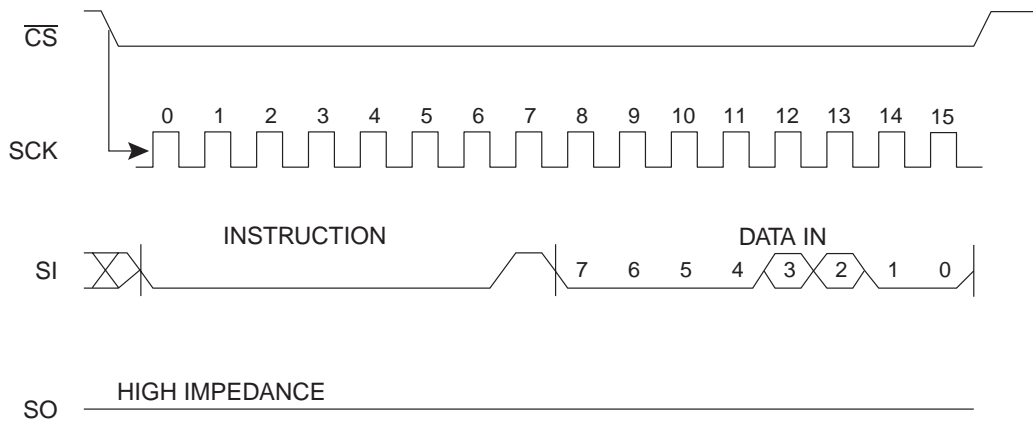 CS
0 1 2 3 4 5 6 7 8 9 10 11 12 13 14 15
SCK
INSTRUCTION DATA IN
SI 7 6 5 4 3 2 1 0
HIGH IMPEDANCE
SO